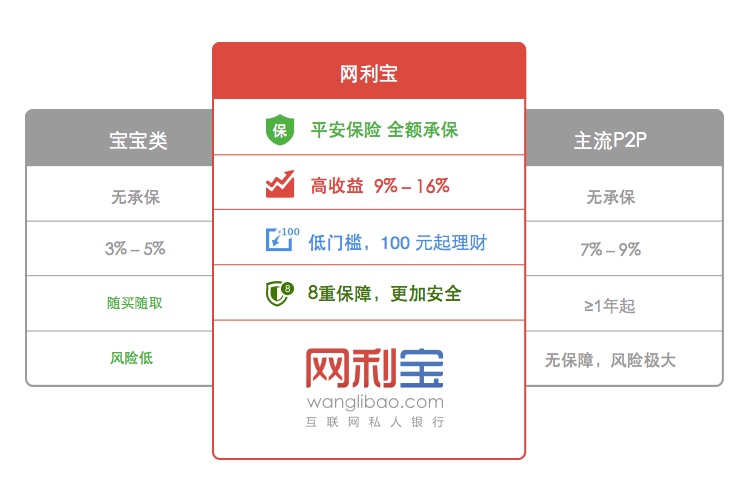 网利宝
宝宝类
主流P2P
保 平安保险 全额承保
无承保
无承保
高收益 9%–16%
3%–5%
7%–9%
100 低门槛，100 元起理财
8 8重保障，更加安全
随买随取
≥1年起
风险低
无保障，风险极大
网利宝
wanglibao.com
互联网私人银行